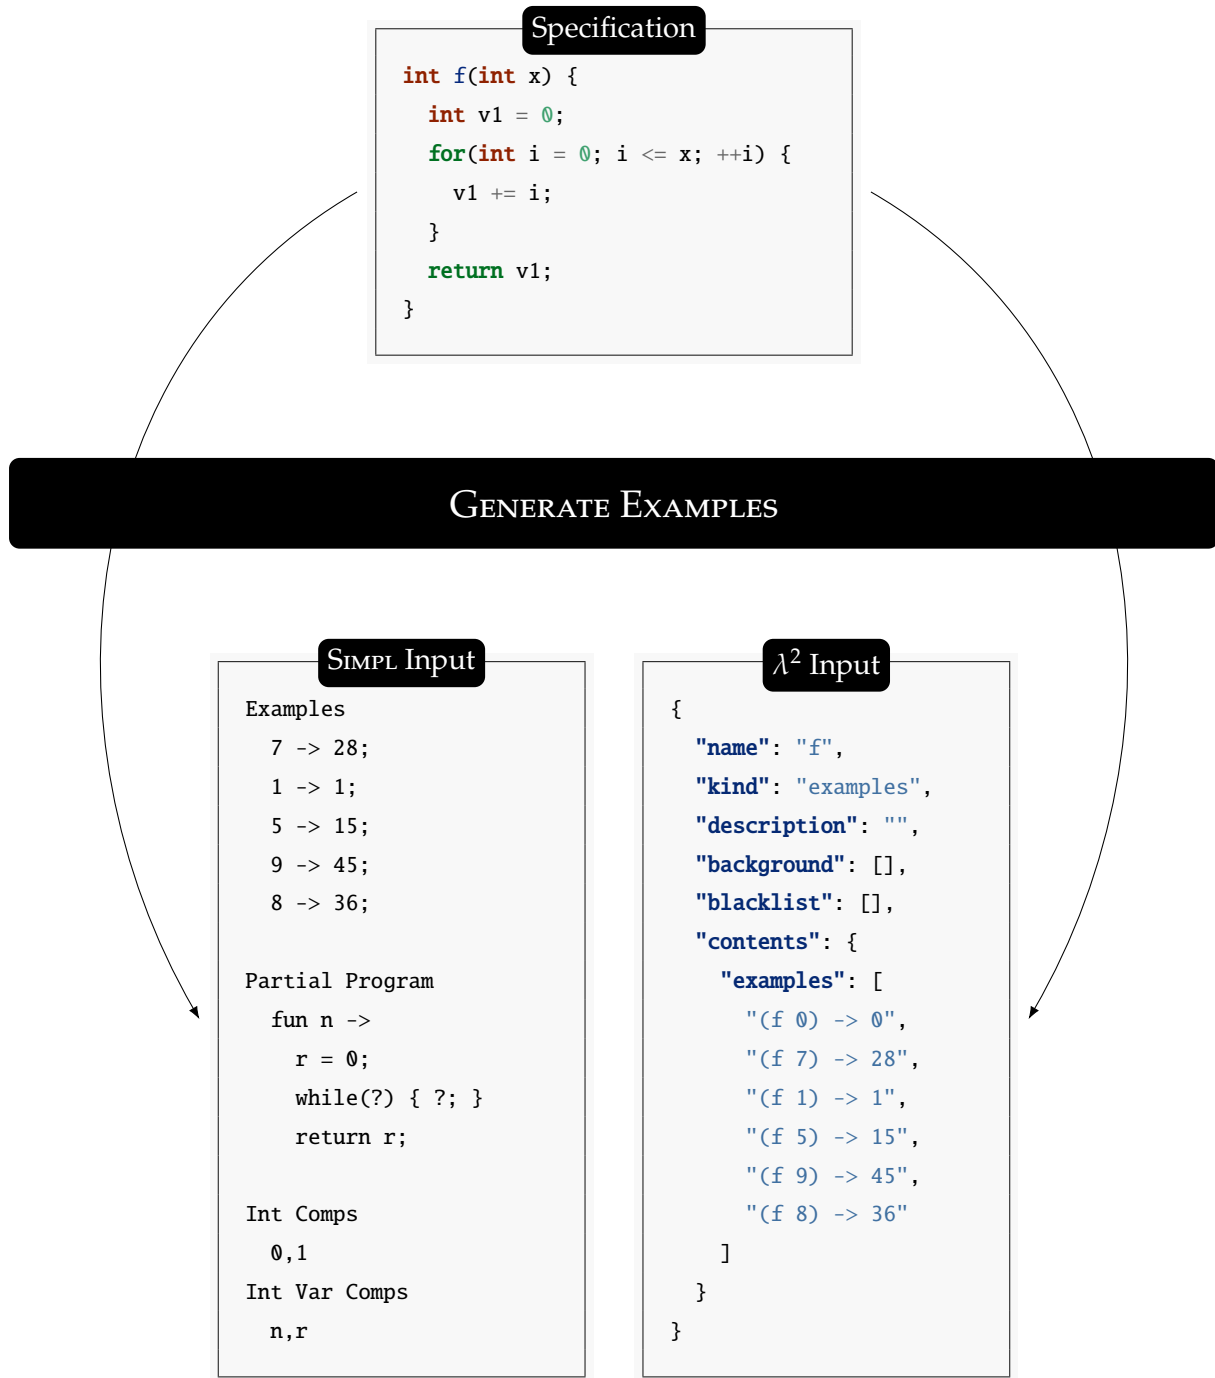 Specification
int f(int x) {
  int v1 = 0;
  for(int i = 0; i <= x; ++i) {
    v1 += i;
  }
  return v1;
}
GENERATE EXAMPLES
SIMPL Input
Examples
  7 -> 28;
  1 -> 1;
  5 -> 15;
  9 -> 45;
  8 -> 36;
Partial Program
  fun n ->
    r = 0;
    while(?) { ?; }
    return r;
Int Comps
  0,1
Int Var Comps
  n,r
λ² Input
{
  "name": "f",
  "kind": "examples",
  "description": "",
  "background": [],
  "blacklist": [],
  "contents": {
    "examples": [
      "(f 0) -> 0",
      "(f 7) -> 28",
      "(f 1) -> 1",
      "(f 5) -> 15",
      "(f 9) -> 45",
      "(f 8) -> 36"
    ]
  }
}